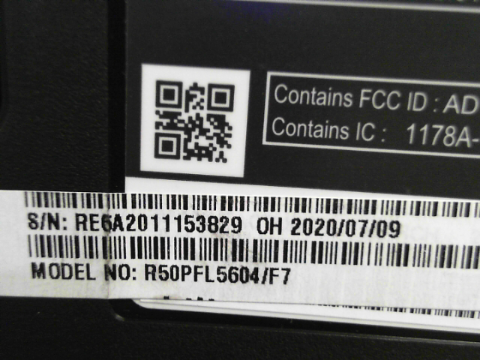 Contains FCC ID : AD
Contains IC : 1178A-
S/N: RE6A2011153829 OH 2020/07/09
MODEL NO: R50PFL5604/F7